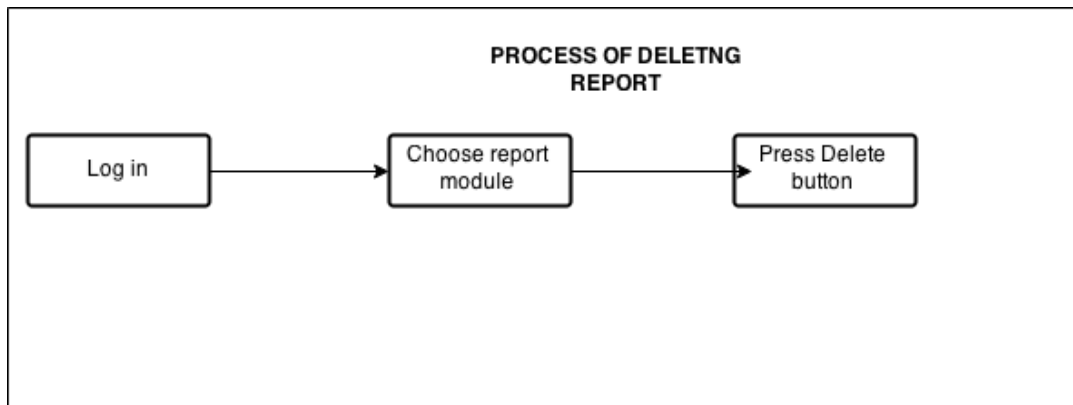 PROCESS OF DELETNG
REPORT
Log in
Choose report
module
Press Delete
button